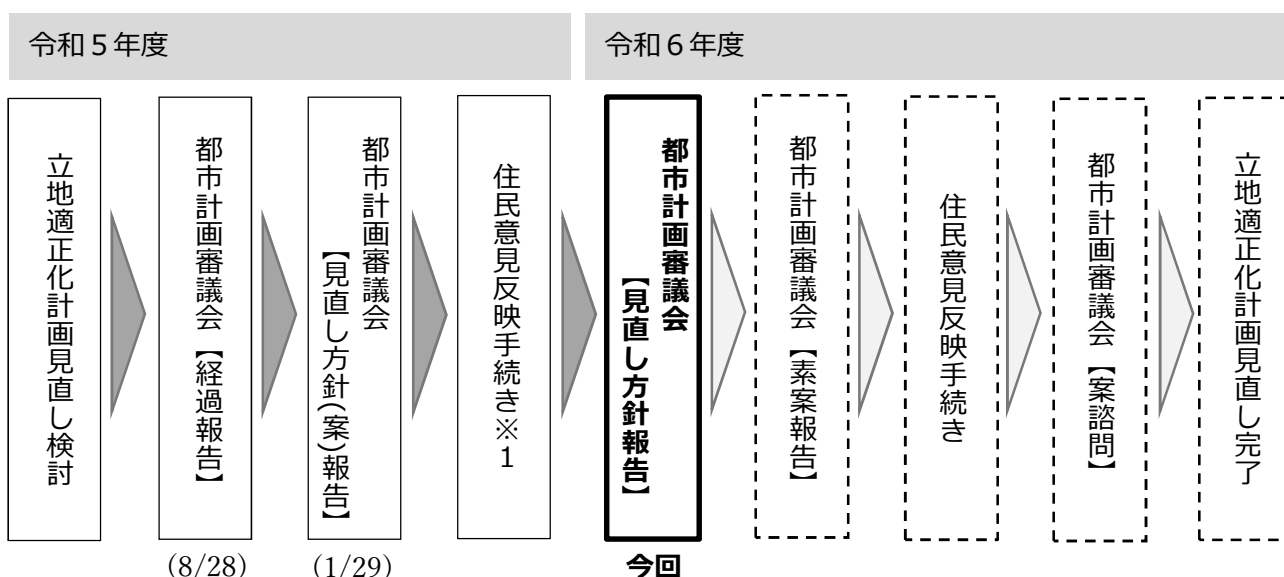 令和５年度
令和６年度
立地適正化計画見直し検討
都市計画審議会【経過報告】
都市計画審議会
【見直し方針(案)報告】
住民意見反映手続き※１
都市計画審議会
【見直し方針報告】
都市計画審議会【素案報告】
住民意見反映手続き
都市計画審議会【案諮問】
立地適正化計画見直し完了
(8/28)
(1/29)
今回